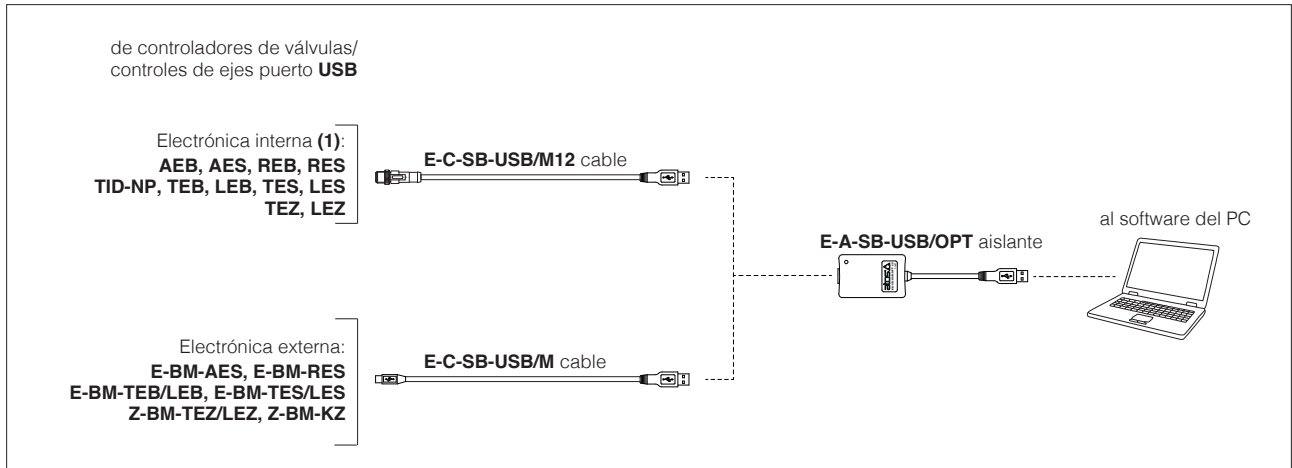 de controladores de válvulas/
controles de ejes puerto USB
Electrónica interna (1):
AEB, AES, REB, RES
TID-NP, TEB, LEB, TES, LES
TEZ, LEZ
E-C-SB-USB/M12 cable
E-A-SB-USB/OPT aislante
atos
al software del PC
Electrónica externa:
E-BM-AES, E-BM-RES
E-BM-TEB/LEB, E-BM-TES/LES
Z-BM-TEZ/LEZ, Z-BM-KZ
E-C-SB-USB/M cable